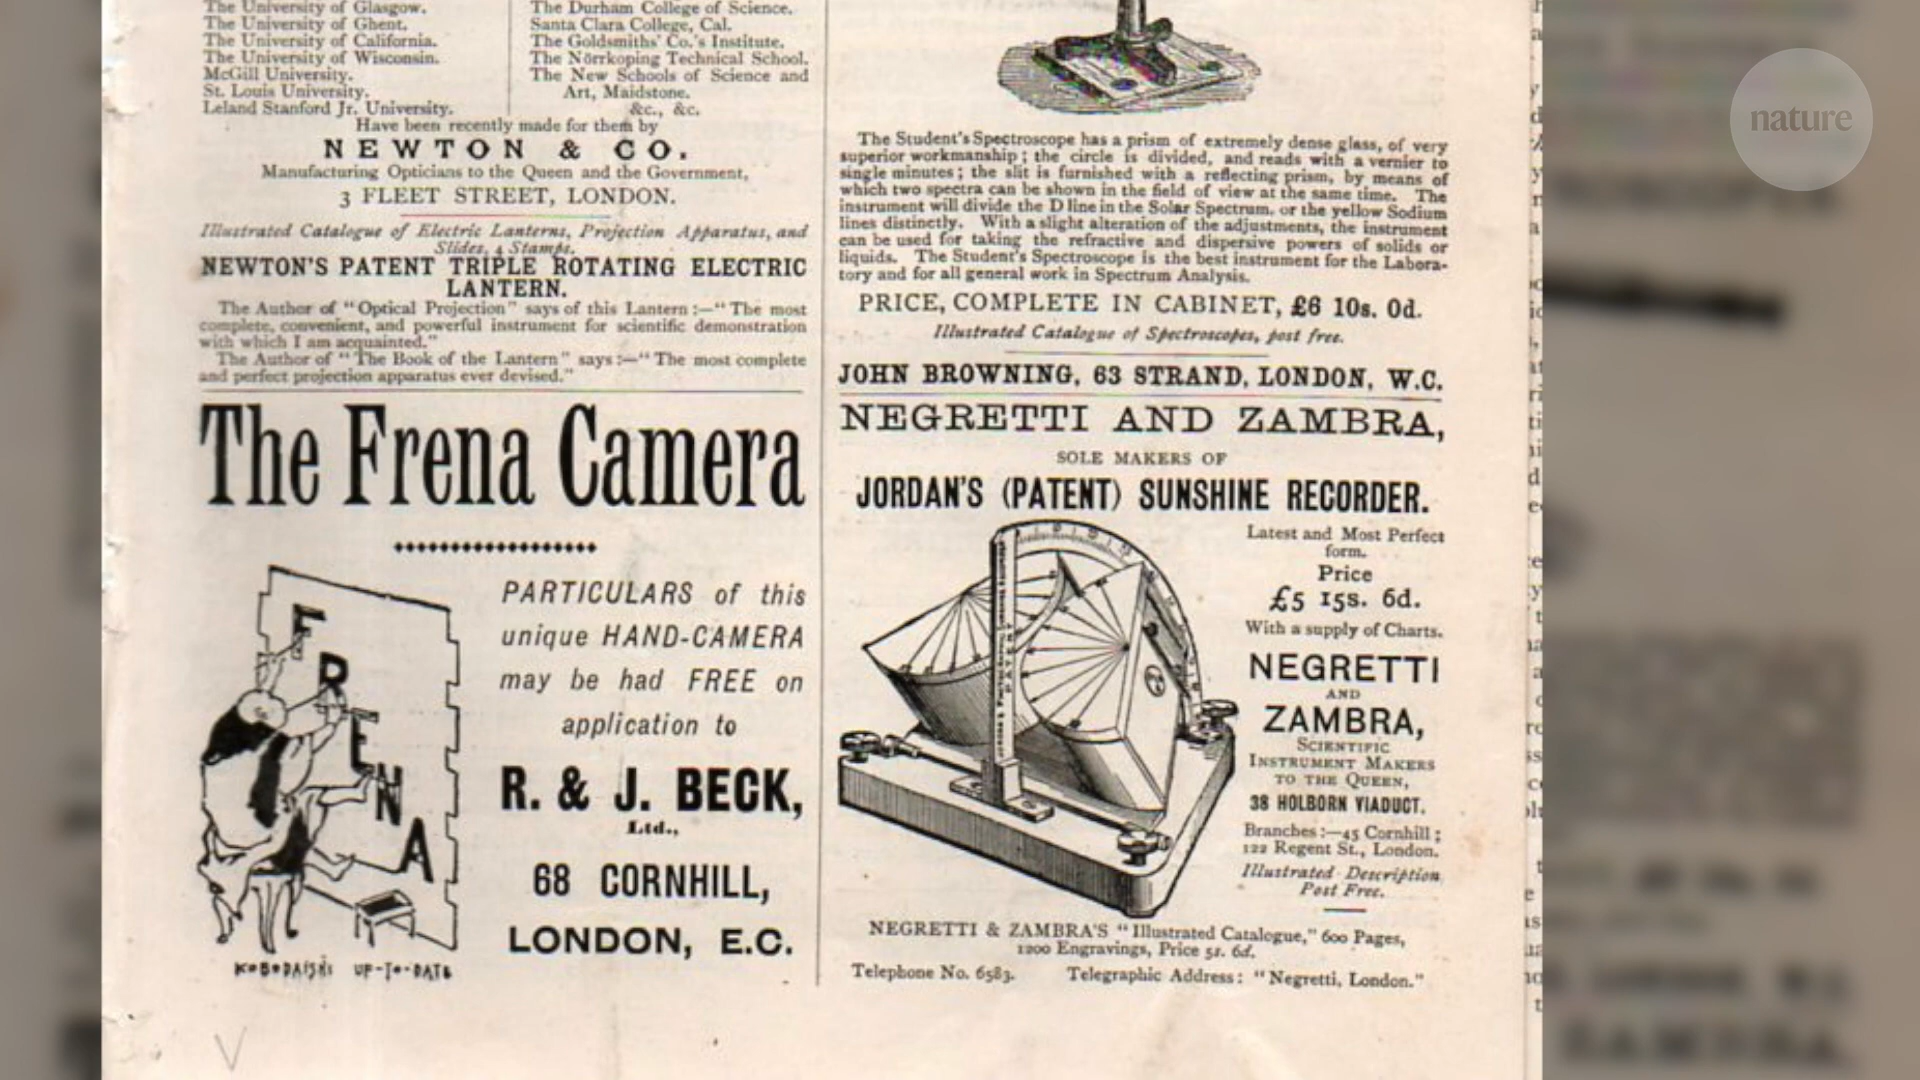 The University of Glasgow.
The University of Ghent.
The University of California.
The University of Wisconsin.
McGill University.
St. Louis University.
Leland Stanford Jr. University.
The Durham College of Science.
Santa Clara College, Cal.
The Goldsmiths' Co.'s Institute.
The Nörrkoping Technical School.
The New Schools of Science and
Art, Maidstone.
&c., &c.
Have been recently made for them by
NEWTON & CO.
Manufacturing Opticians to the Queen and the Government,
3 FLEET STREET, LONDON.
Illustrated Catalogue of Electric Lanterns, Projection Apparatus, and
Slides, 4 Stamps.
NEWTON'S PATENT TRIPLE ROTATING ELECTRIC
LANTERN.
The Author of "Optical Projection" says of this Lantern:—"The most
complete, convenient, and powerful instrument for scientific demonstration
with which I am acquainted."
The Author of "The Book of the Lantern" says:—"The most complete
and perfect projection apparatus ever devised."
The Frena Camera
FRENA
KOBODAISHI'S UP-TO-DATE
PARTICULARS of this
unique HAND-CAMERA
may be had FREE on
application to
R. & J. BECK,
Ltd.,
68 CORNHILL,
LONDON, E.C.
The Student's Spectroscope has a prism of extremely dense glass, of very
superior workmanship; the circle is divided, and reads with a vernier to
single minutes; the slit is furnished with a reflecting prism, by means of
which two spectra can be shown in the field of view at the same time. The
instrument will divide the D line in the Solar Spectrum, or the yellow Sodium
lines distinctly. With a slight alteration of the adjustments, the instrument
can be used for taking the refractive and dispersive powers of solids or
liquids. The Student's Spectroscope is the best instrument for the Labora-
tory and for all general work in Spectrum Analysis.
PRICE, COMPLETE IN CABINET, £6 10s. 0d.
Illustrated Catalogue of Spectroscopes, post free.
JOHN BROWNING, 63 STRAND, LONDON, W.C.
NEGRETTI AND ZAMBRA,
SOLE MAKERS OF
JORDAN'S (PATENT) SUNSHINE RECORDER.
Latest and Most Perfect
form.
Price
£5 15s. 6d.
With a supply of Charts.
NEGRETTI
AND
ZAMBRA,
SCIENTIFIC
INSTRUMENT MAKERS
TO THE QUEEN,
38 HOLBORN VIADUCT.
Branches:—45 Cornhill;
122 Regent St., London.
Illustrated Description
Post Free.
NEGRETTI & ZAMBRA'S "Illustrated Catalogue," 600 Pages,
1200 Engravings, Price 5s. 6d.
Telephone No. 6583. Telegraphic Address: "Negretti, London."
nature